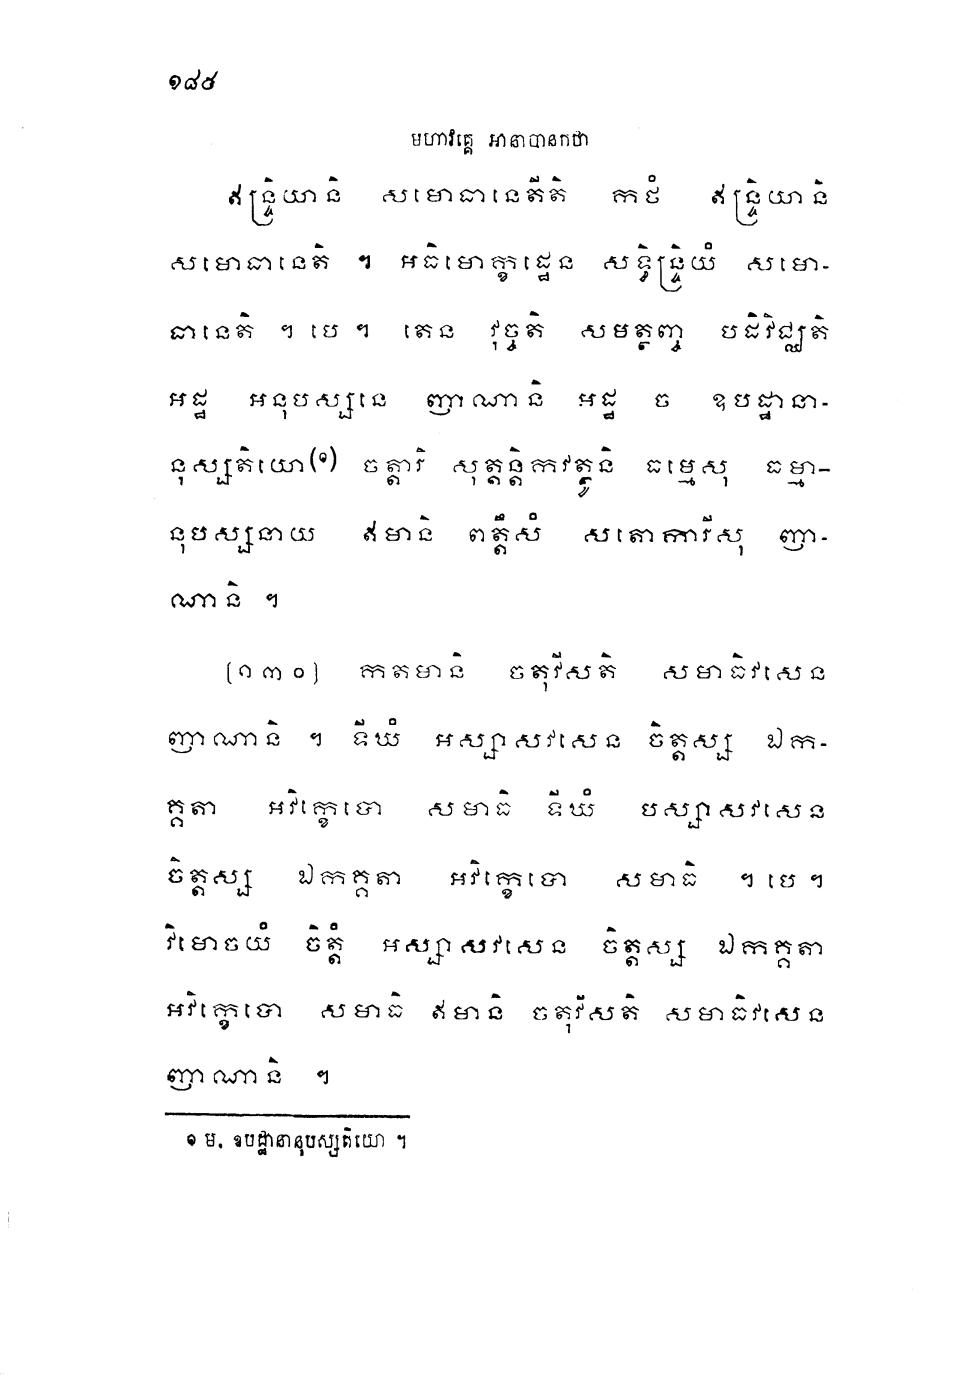 ១៨៩
មហាវគ្គេ អានាបានកថា
ឥន្ទ្រិយានិ សមោធានេតីតិ កថំ ឥន្ទ្រិយានិ
សមោធានេតិ ។ អធិមោក្ខដ្ឋេន សទ្ធិន្ទ្រិយំ សមោ-
ធានេតិ ។ បេ ។ តេន វុច្ចតិ សមត្ថញ្ច បដិវិជ្ឈតិ
អដ្ឋ អនុបស្សនេ ញាណានិ អដ្ឋ ច ឧបដ្ឋានា-
នុស្សតិយោ(១) ចត្តារិ សុត្តន្តិកវត្ថូនិ ធម្មេសុ ធម្មា-
នុបស្សនាយ ឥមានិ ពត្តឹសំ សតោការីសុ ញា-
ណានិ ។
[១៣០] កតមានិ ចតុវីសតិ សមាធិវសេន
ញាណានិ ។ ទីឃំ អស្សាសវសេន ចិត្តស្ស ឯក-
គ្គតា អវិក្ខេបោ សមាធិ ទីឃំ បស្សាសវសេន
ចិត្តស្ស ឯកគ្គតា អវិក្ខេបោ សមាធិ ។ បេ ។
វិមោចយំ ចិត្តំ អស្សាសវសេន ចិត្តស្ស ឯកគ្គតា
អវិក្ខេបោ សមាធិ ឥមានិ ចតុវីសតិ សមាធិវសេន
ញាណានិ ។
១ ម. ឧបដ្ឋានានុបស្សតិយោ ។